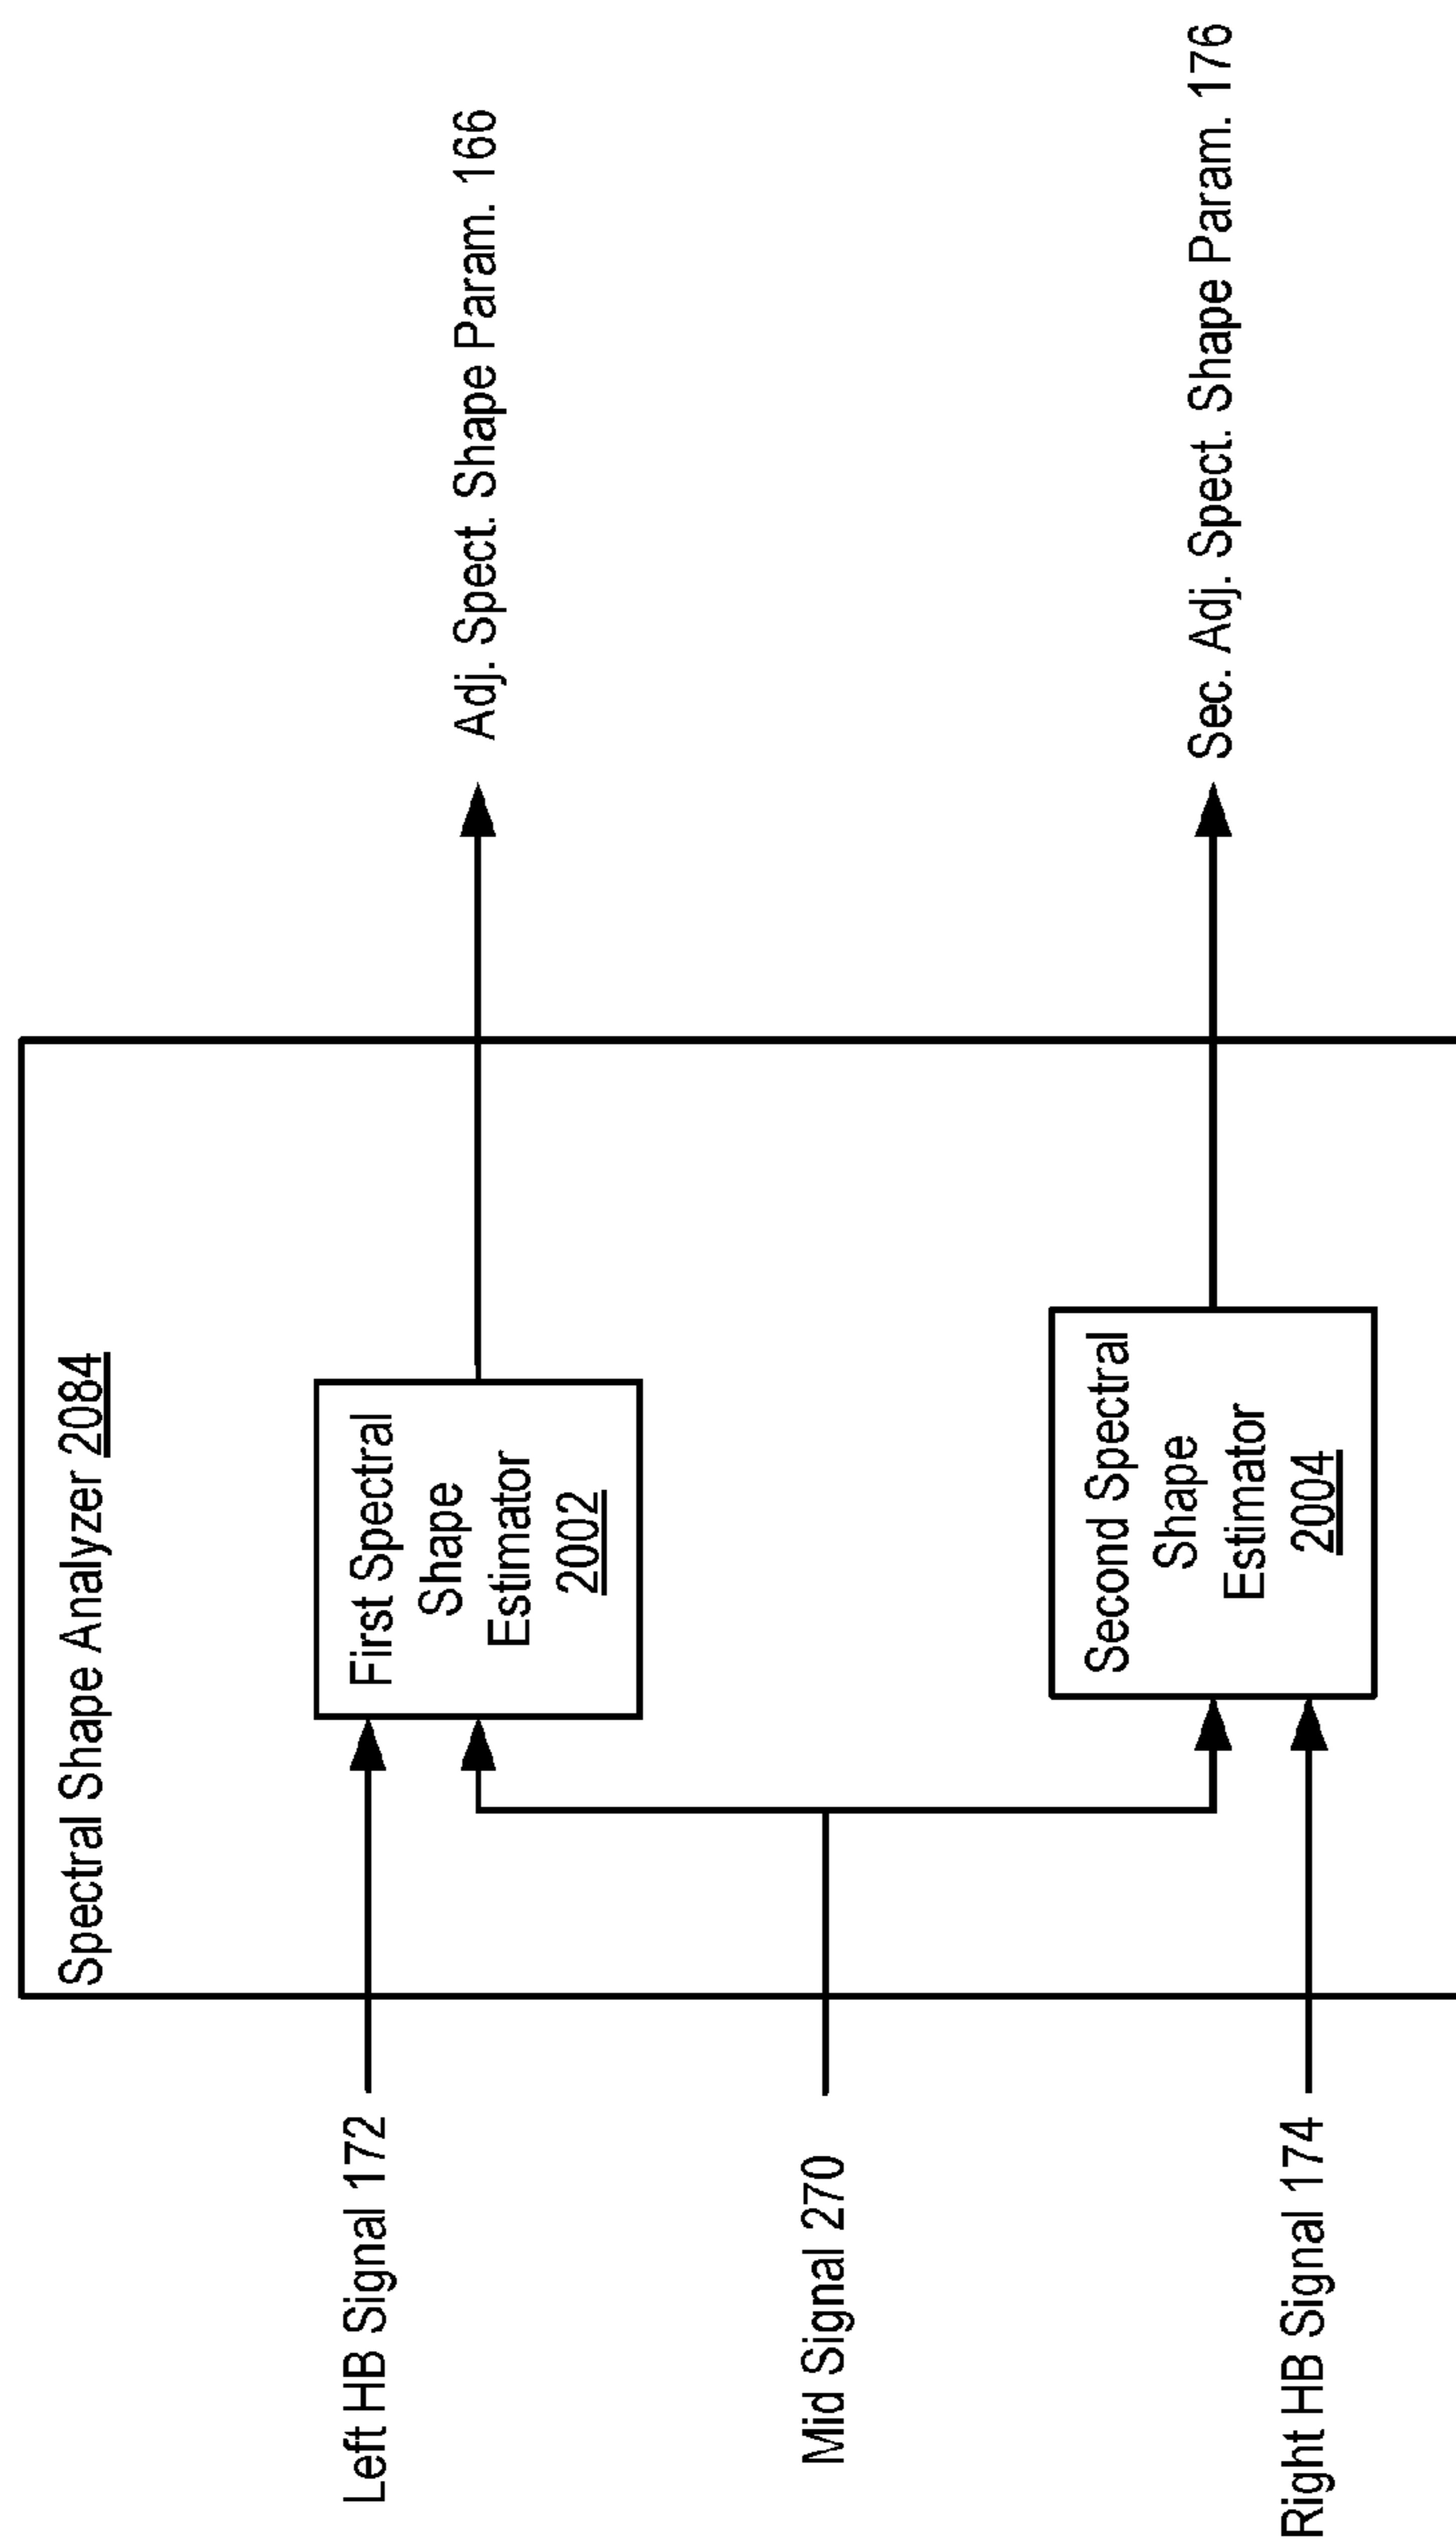 Spectral Shape Analyzer 2084
Left HB Signal 172
First Spectral
Shape
Estimator
2002
Adj. Spect. Shape Param. 166
Mid Signal 270
Second Spectral
Shape
Estimator
2004
Sec. Adj. Spect. Shape Param. 176
Right HB Signal 174